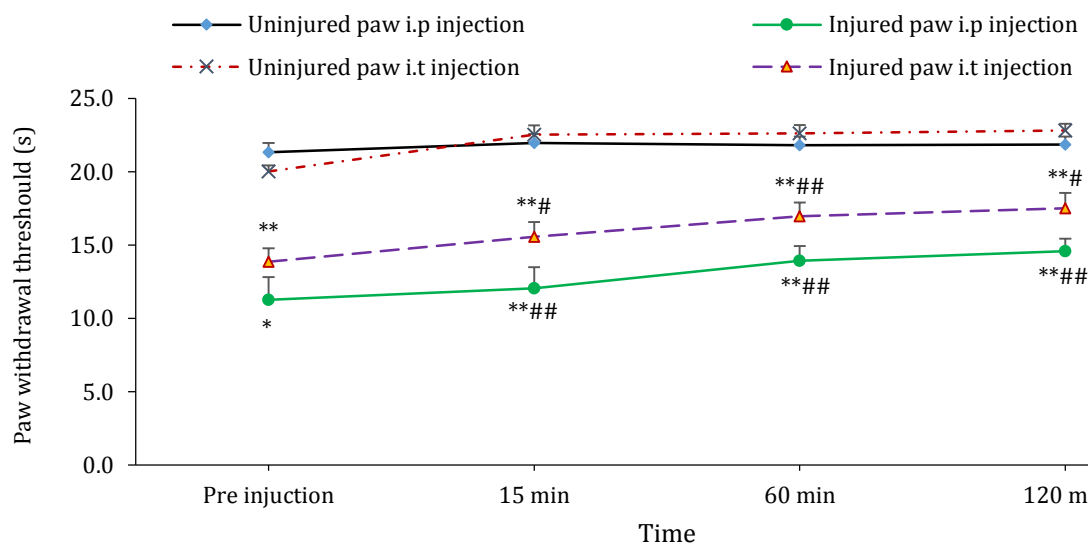 Uninjured paw i.p injection
Injured paw i.p injection
Uninjured paw i.t injection
Injured paw i.t injection
Paw withdrawal threshould (s)
25.0
20.0
15.0
10.0
5.0
0.0
**
*
**#
**##
**##
**##
**#
**##
Pre injuction
15 min
60 min
120 m
Time